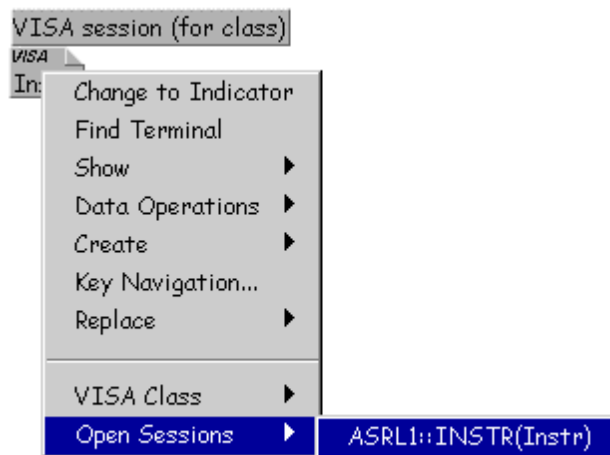 VISA session (for class)
VISA
Change to Indicator
Find Terminal
Show
Data Operations
Create
Key Navigation...
Replace
VISA Class
Open Sessions
ASRL1::INSTR(Instr)